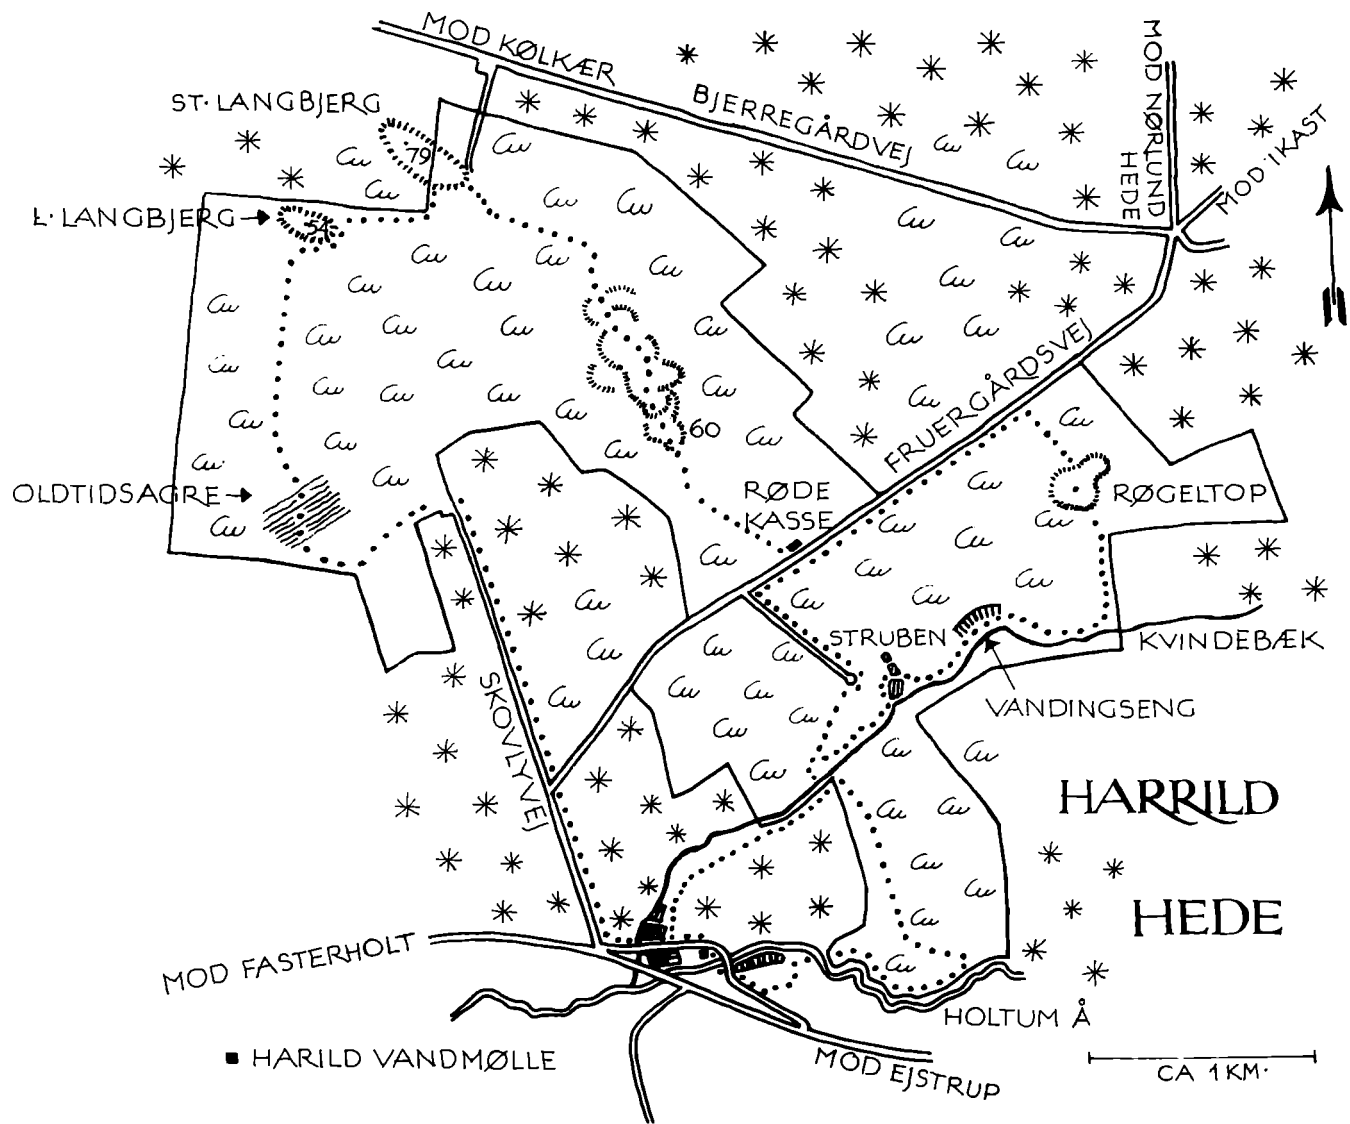 MOD KØLKÆR
BJERREGÅRDVEJ
MOD NØRLUND
HEDE
MOD IKAST
ST. LANGBJERG
79
L. LANGBJERG
54
FRUERGÅRDSVEJ
60
OLDTIDSAGRE
RØDE
KASSE
RØGELTOP
STRUBEN
KVINDEBÆK
VANDINGSENG
SKOVLYVEJ
HARRILD
HEDE
MOD FASTERHOLT
HOLTUM Å
HARILD VANDMØLLE
MOD EJSTRUP
CA 1 KM.